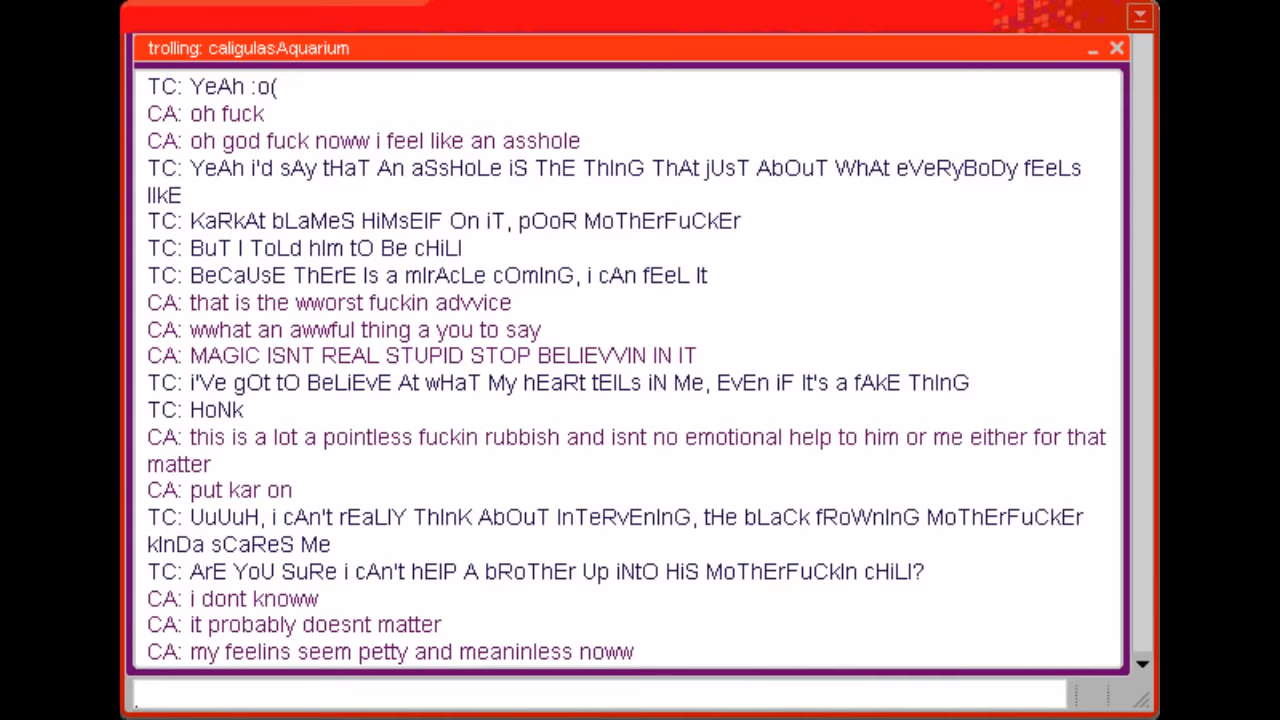 trolling: caligulasAquarium
TC: YeAh :o(
CA: oh fuck
CA: oh god fuck noww i feel like an asshole
TC: YeAh i'd sAy tHaT An aSsHoLe iS ThE ThInG ThAt jUsT AbOuT WhAt eVeRyBoDy fEeLs
lIkE
TC: KaRkAt bLaMeS HiMsElF On iT, pOoR MoThErFuCkEr
TC: BuT I ToLd hIm tO Be cHiLl
TC: BeCaUsE ThErE Is a mIrAcLe cOmInG, i cAn fEeL It
CA: that is the wworst fuckin advvice
CA: wwhat an awwful thing a you to say
CA: MAGIC ISNT REAL STUPID STOP BELIEVVIN IN IT
TC: i'Ve gOt tO BeLiEvE At wHaT My hEaRt tElLs iN Me, EvEn iF It's a fAkE ThInG
TC: HoNk
CA: this is a lot a pointless fuckin rubbish and isnt no emotional help to him or me either for that
matter
CA: put kar on
TC: UuUuH, i cAn't rEaLlY ThInK AbOuT InTeRvEnInG, tHe bLaCk fRoWnInG MoThErFuCkEr
kInDa sCaReS Me
TC: ArE YoU SuRe i cAn't hElP A bRoThEr Up iNtO HiS MoThErFuCkIn cHiLl?
CA: i dont knoww
CA: it probably doesnt matter
CA: my feelins seem petty and meaninless noww